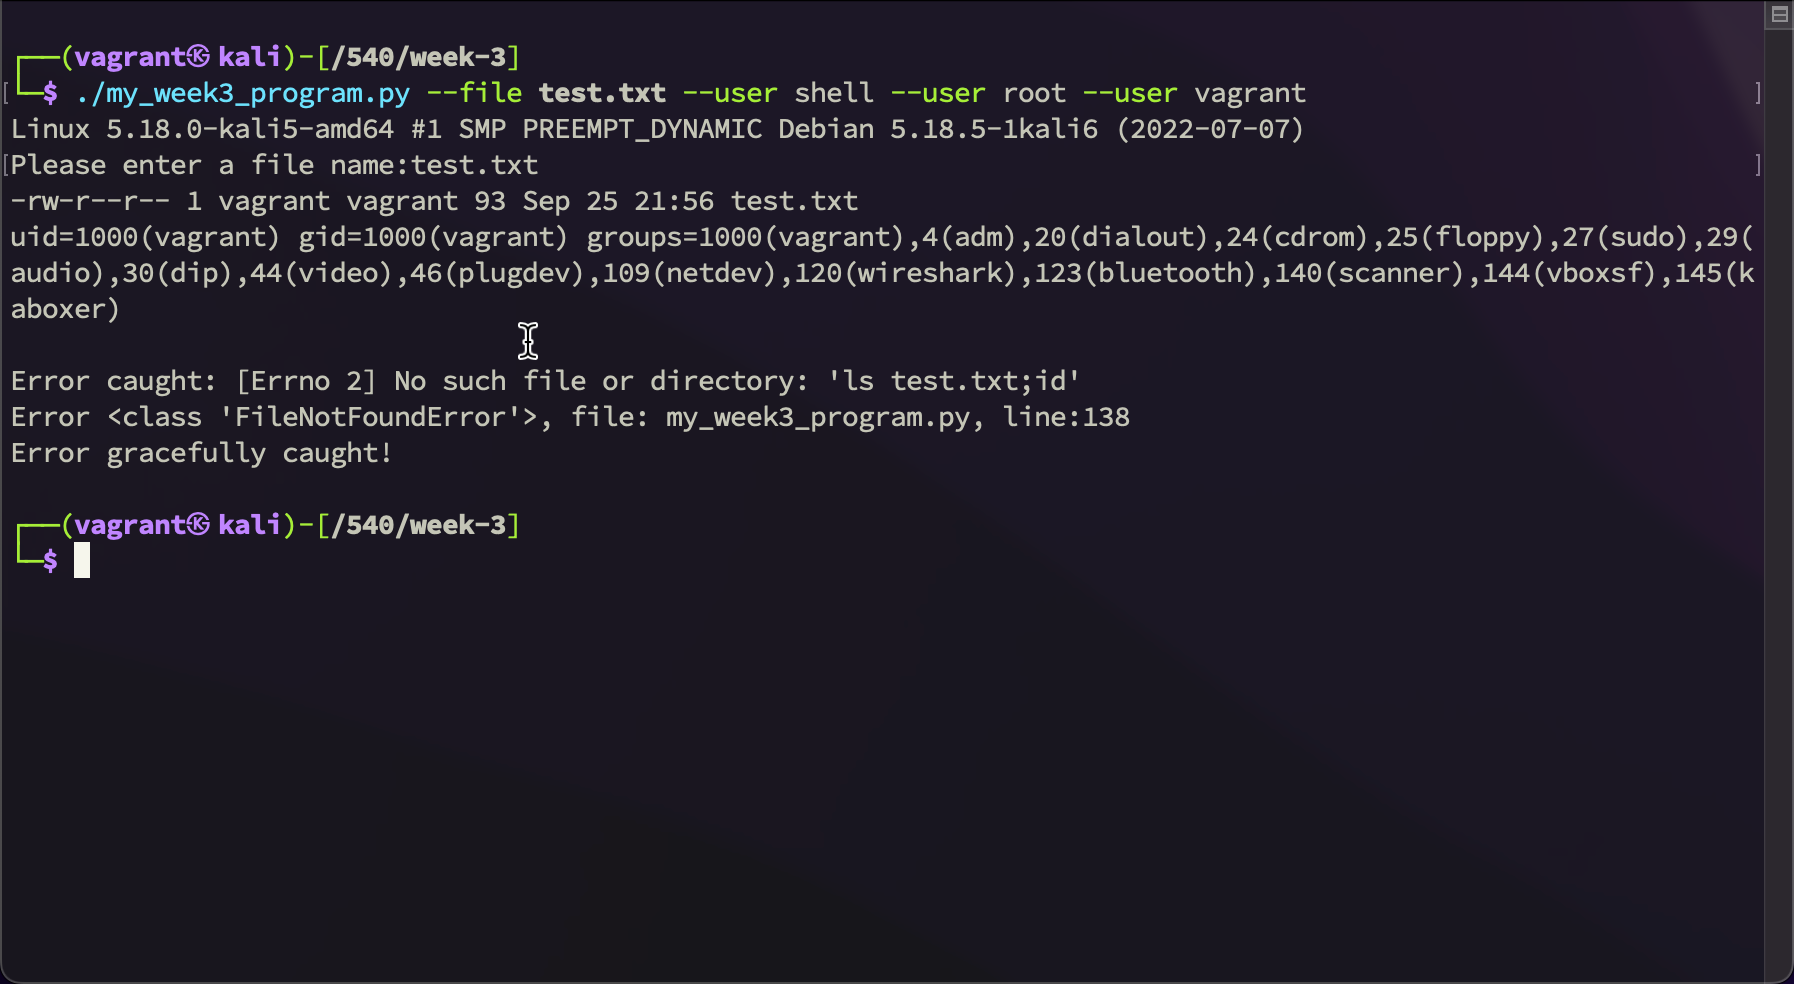 ┌──(vagrant㉿kali)-[/540/week-3]
└─$ ./my_week3_program.py --file test.txt --user shell --user root --user vagrant
Linux 5.18.0-kali5-amd64 #1 SMP PREEMPT_DYNAMIC Debian 5.18.5-1kali6 (2022-07-07)
Please enter a file name:test.txt
-rw-r--r-- 1 vagrant vagrant 93 Sep 25 21:56 test.txt
uid=1000(vagrant) gid=1000(vagrant) groups=1000(vagrant),4(adm),20(dialout),24(cdrom),25(floppy),27(sudo),29(
audio),30(dip),44(video),46(plugdev),109(netdev),120(wireshark),123(bluetooth),140(scanner),144(vboxsf),145(k
aboxer)
Error caught: [Errno 2] No such file or directory: 'ls test.txt;id'
Error <class 'FileNotFoundError'>, file: my_week3_program.py, line:138
Error gracefully caught!
┌──(vagrant㉿kali)-[/540/week-3]
└─$